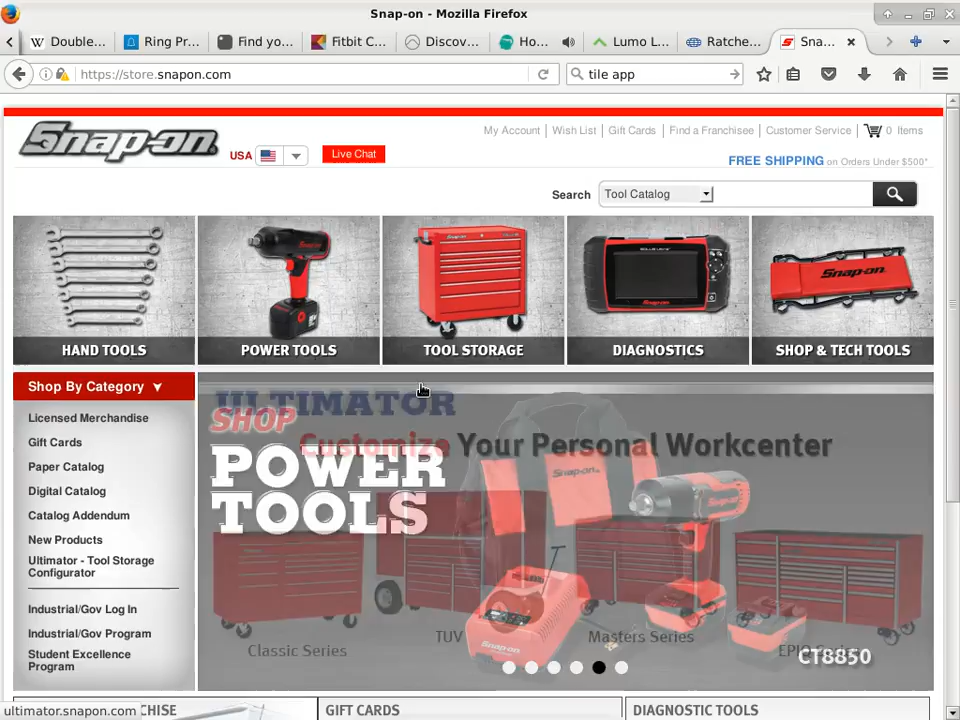 Snap-on - Mozilla Firefox
Double...
Ring Pr...
Find yo...
Fitbit C...
Discov...
Ho...
Lumo L...
Ratche...
Sna...
https://store.snapon.com
tile app
Snap-on
USA
Live Chat
My Account
Wish List
Gift Cards
Find a Franchisee
Customer Service
0 Items
FREE SHIPPING on Orders Under $500*
Search
Tool Catalog
HAND TOOLS
POWER TOOLS
TOOL STORAGE
DIAGNOSTICS
Snap-on
SHOP & TECH TOOLS
Shop By Category
Licensed Merchandise
Gift Cards
Paper Catalog
Digital Catalog
Catalog Addendum
New Products
Ultimator - Tool Storage
Configurator
Industrial/Gov Log In
Industrial/Gov Program
Student Excellence
Program
ULTIMATOR
SHOP
Customize Your Personal Workcenter
POWER
TOOLS
Snap-on
Classic Series
TUV
Masters Series
CT8850
ultimator.snapon.com
CHISE
GIFT CARDS
DIAGNOSTIC TOOLS